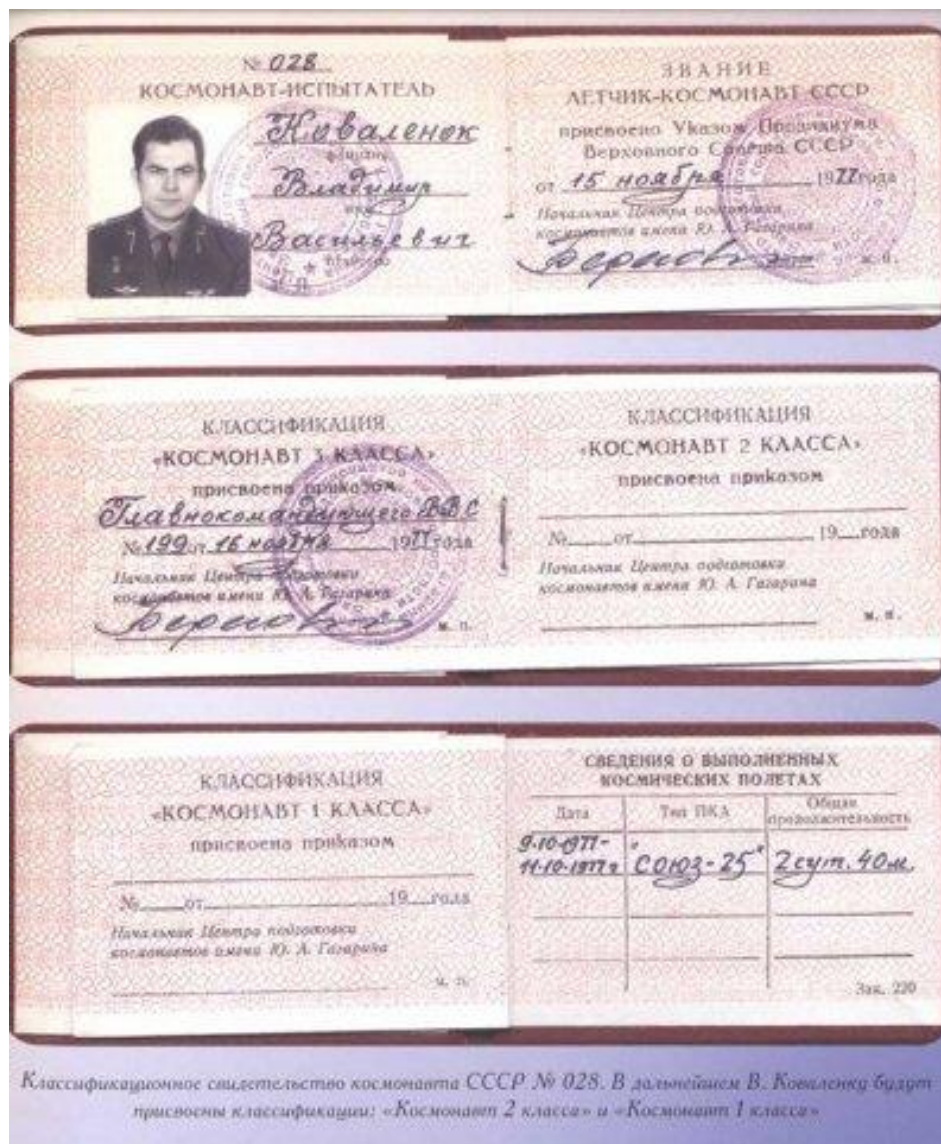 № 028
КОСМОНАВТ-ИСПЫТАТЕЛЬ
Коваленок
фамилия
Владимир
имя
Васильевич
отчество
ЗВАНИЕ
ЛЕТЧИК-КОСМОНАВТ СССР
присвоено Указом Президиума
Верховного Совета СССР
от 15 ноября 1977 года
Начальник Центра подготовки
космонавтов имени Ю. А. Гагарина
м. п.
КЛАССИФИКАЦИЯ
«КОСМОНАВТ 3 КЛАССА»
присвоена приказом
Главнокомандующего ВВС
№ 199 от 16 ноября 1977 года
Начальник Центра подготовки
космонавтов имени Ю. А. Гагарина
м. п.
КЛАССИФИКАЦИЯ
«КОСМОНАВТ 2 КЛАССА»
присвоена приказом
№ от 19 года
Начальник Центра подготовки
космонавтов имени Ю. А. Гагарина
м. п.
КЛАССИФИКАЦИЯ
«КОСМОНАВТ 1 КЛАССА»
присвоена приказом
№ от 19 года
Начальник Центра подготовки
космонавтов имени Ю. А. Гагарина
м. п.
СВЕДЕНИЯ О ВЫПОЛНЕННЫХ
КОСМИЧЕСКИХ ПОЛЕТАХ
Дата Тип ПКА Общая продолжительность
9.10.1977-
11.10.1977 г „СОЮЗ-25" 2 сут. 40м.
Зак. 220
Классификационное свидетельство космонавта СССР № 028. В дальнейшем В. Коваленку будут
присвоены классификации: «Космонавт 2 класса» и «Космонавт 1 класса»